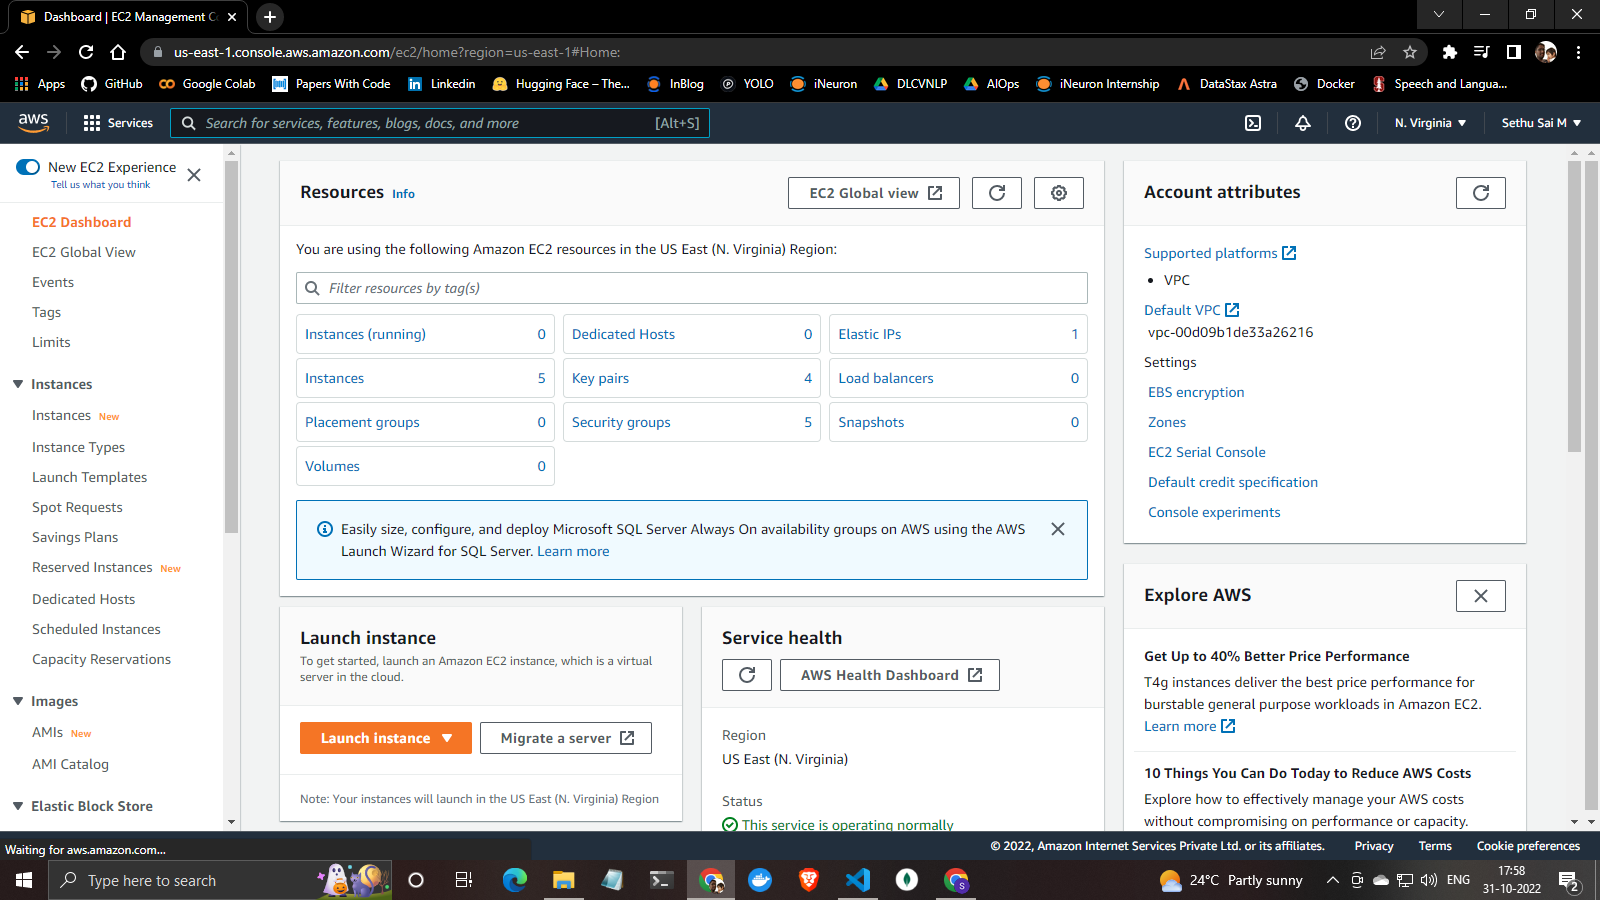 Dashboard | EC2 Management Co
us-east-1.console.aws.amazon.com/ec2/home?region=us-east-1#Home:
Apps GitHub Google Colab Papers With Code Linkedin Hugging Face – The... InBlog YOLO iNeuron DLCVNLP AIOps iNeuron Internship DataStax Astra Docker Speech and Langua...
aws Services Search for services, features, blogs, docs, and more [Alt+S] N. Virginia Sethu Sai M
New EC2 Experience
Tell us what you think
EC2 Dashboard
EC2 Global View
Events
Tags
Limits
Instances
Instances New
Instance Types
Launch Templates
Spot Requests
Savings Plans
Reserved Instances New
Dedicated Hosts
Scheduled Instances
Capacity Reservations
Images
AMIs New
AMI Catalog
Elastic Block Store
Resources Info EC2 Global view
You are using the following Amazon EC2 resources in the US East (N. Virginia) Region:
Filter resources by tag(s)
Instances (running) 0 Dedicated Hosts 0 Elastic IPs 1
Instances 5 Key pairs 4 Load balancers 0
Placement groups 0 Security groups 5 Snapshots 0
Volumes 0
Easily size, configure, and deploy Microsoft SQL Server Always On availability groups on AWS using the AWS
Launch Wizard for SQL Server. Learn more
Launch instance
To get started, launch an Amazon EC2 instance, which is a virtual
server in the cloud.
Launch instance Migrate a server
Note: Your instances will launch in the US East (N. Virginia) Region
Service health
AWS Health Dashboard
Region
US East (N. Virginia)
Status
This service is operating normally
Account attributes
Supported platforms
• VPC
Default VPC
vpc-00d09b1de33a26216
Settings
EBS encryption
Zones
EC2 Serial Console
Default credit specification
Console experiments
Explore AWS
Get Up to 40% Better Price Performance
T4g instances deliver the best price performance for
burstable general purpose workloads in Amazon EC2.
Learn more
10 Things You Can Do Today to Reduce AWS Costs
Explore how to effectively manage your AWS costs
without compromising on performance or capacity.
Waiting for aws.amazon.com...
© 2022, Amazon Internet Services Private Ltd. or its affiliates. Privacy Terms Cookie preferences
Type here to search
24°C Partly sunny
ENG
17:58
31-10-2022
2